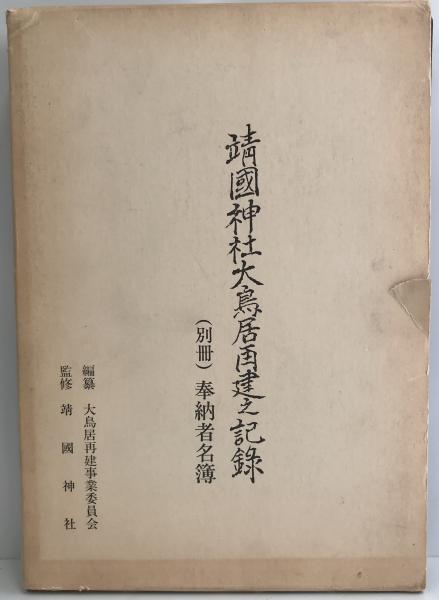 靖國神社大鳥居再建之記錄
（別冊）奉納者名簿
編纂　大鳥居再建事業委員会
監修　靖國神社